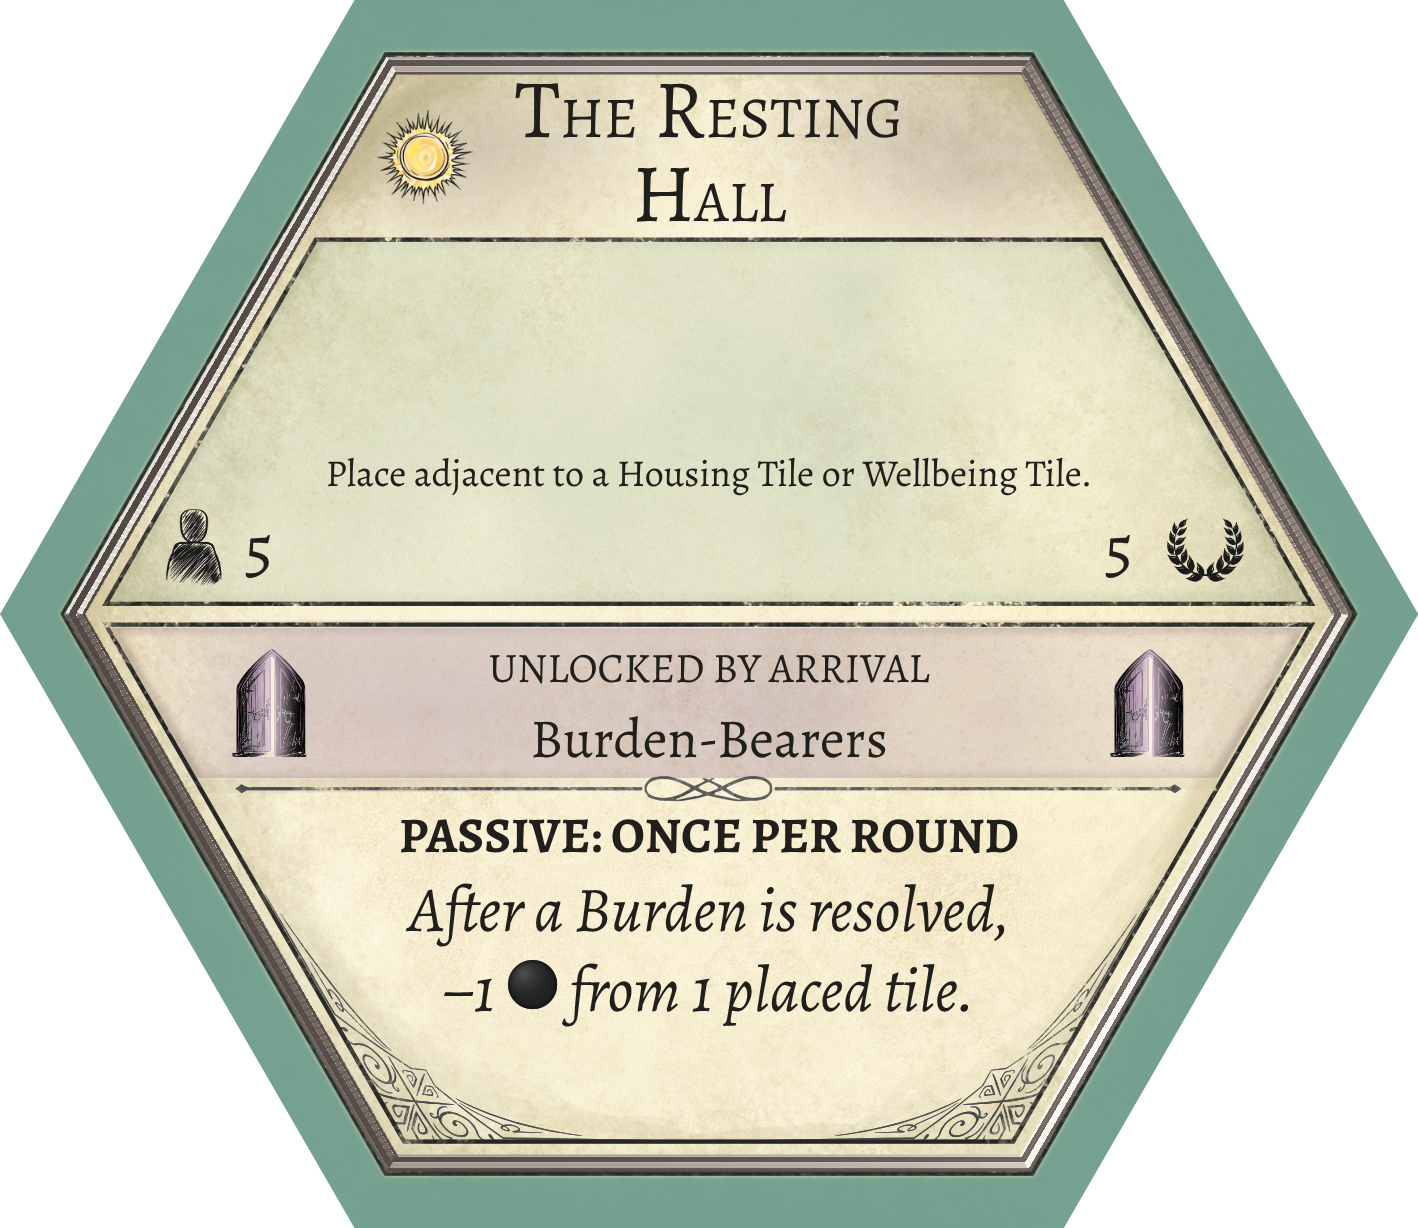 The Resting
Hall
Place adjacent to a Housing Tile or Wellbeing Tile.
5
5
UNLOCKED BY ARRIVAL
Burden-Bearers
PASSIVE: ONCE PER ROUND
After a Burden is resolved,
–1 from 1 placed tile.